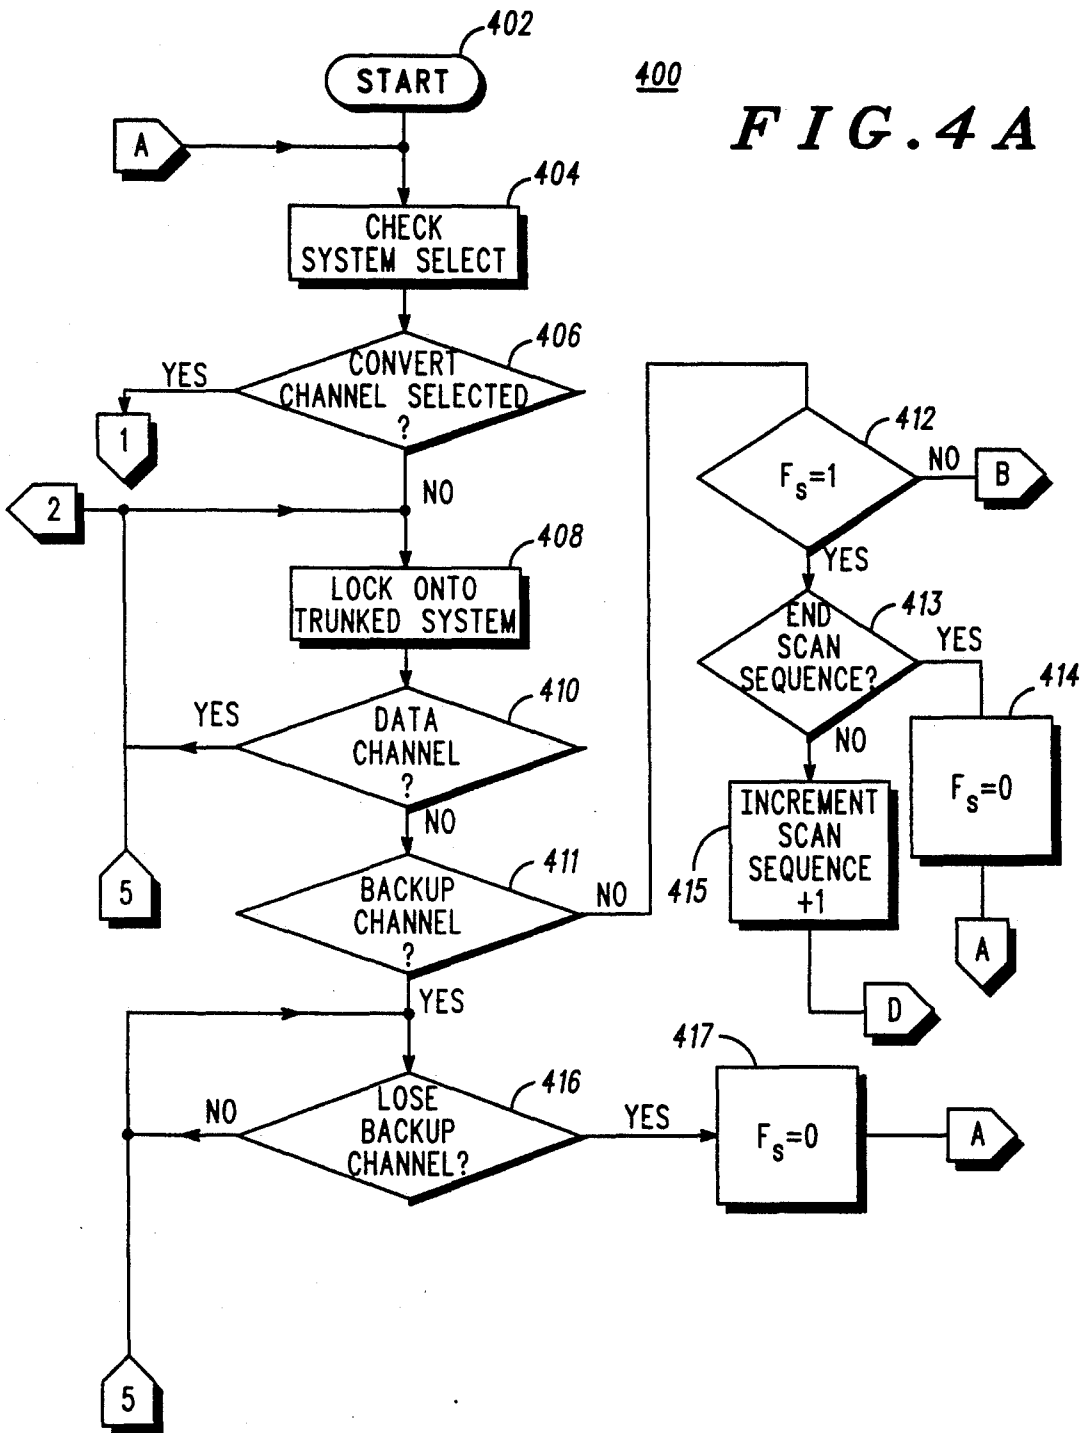 402
START
400
FIG.4A
A
404
CHECK
SYSTEM SELECT
406
CONVERT
CHANNEL SELECTED
?
YES
1
NO
2
408
LOCK ONTO
TRUNKED SYSTEM
410
DATA
CHANNEL
?
YES
NO
5
411
BACKUP
CHANNEL
?
NO
YES
416
LOSE
BACKUP
CHANNEL?
NO
YES
5
412
Fs=1
NO
B
YES
413
END
SCAN
SEQUENCE?
YES
414
Fs=0
A
NO
415
INCREMENT
SCAN
SEQUENCE
+1
D
417
Fs=0
A